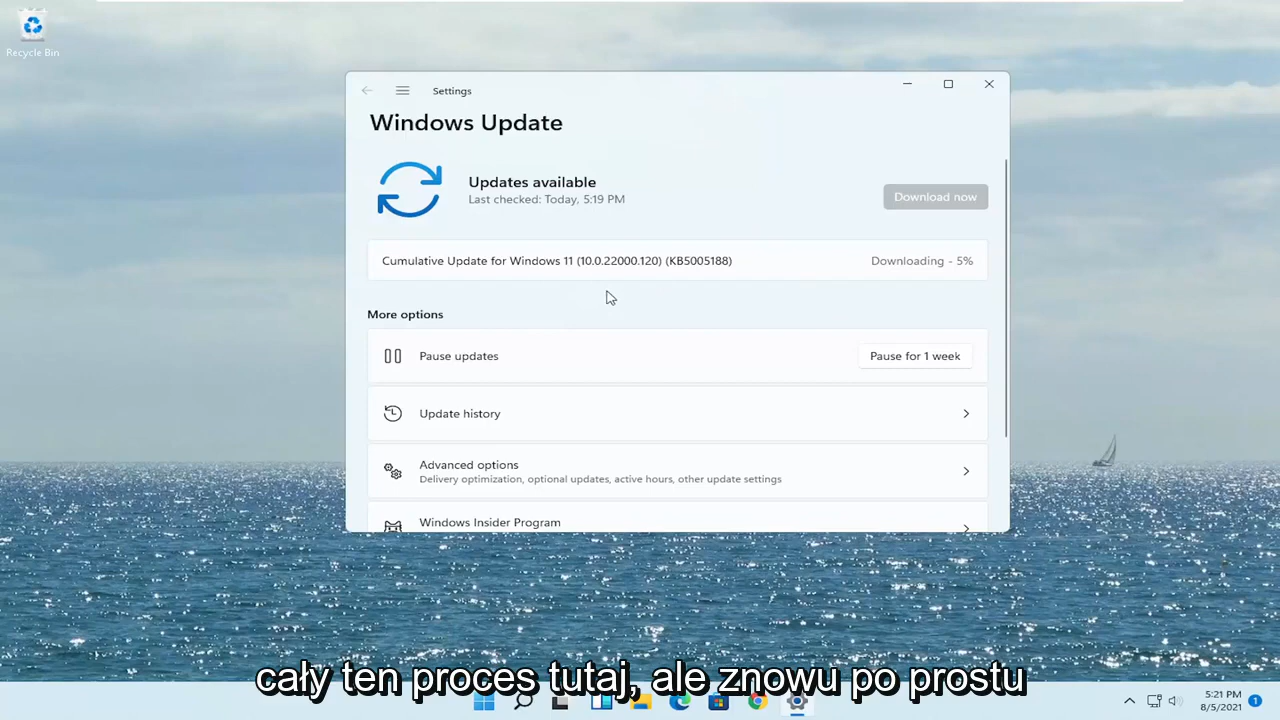 Recycle Bin
Settings
Windows Update
Updates available
Last checked: Today, 5:19 PM
Download now
Cumulative Update for Windows 11 (10.0.22000.120) (KB5005188)
Downloading - 5%
More options
Pause updates
Pause for 1 week
Update history
Advanced options
Delivery optimization, optional updates, active hours, other update settings
Windows Insider Program
cały ten proces tutaj, ale znowu po prostu
5:21 PM
8/5/2021
1